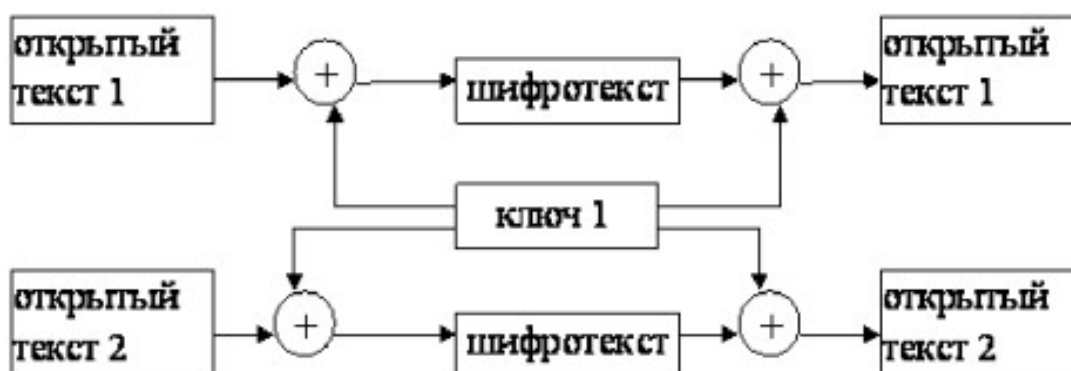 открытый
текст 1
+
шифротекст
+
открытый
текст 1
ключ 1
открытый
текст 2
+
шифротекст
+
открытый
текст 2